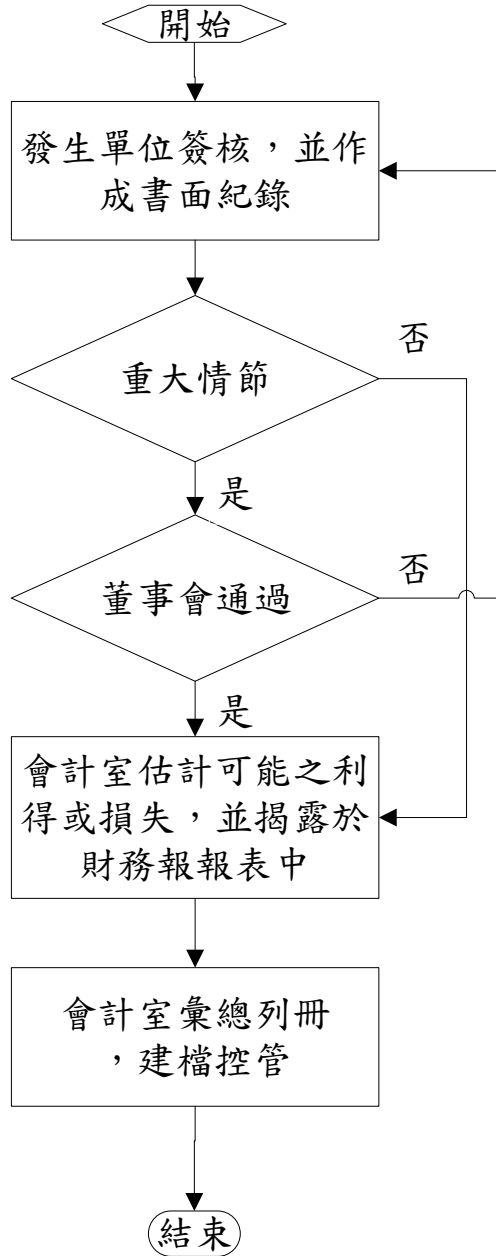 開始
發生單位簽核，並作
成書面紀錄
重大情節
否
是
董事會通過
否
是
會計室估計可能之利
得或損失，並揭露於
財務報報表中
會計室彙總列冊
，建檔控管
結束